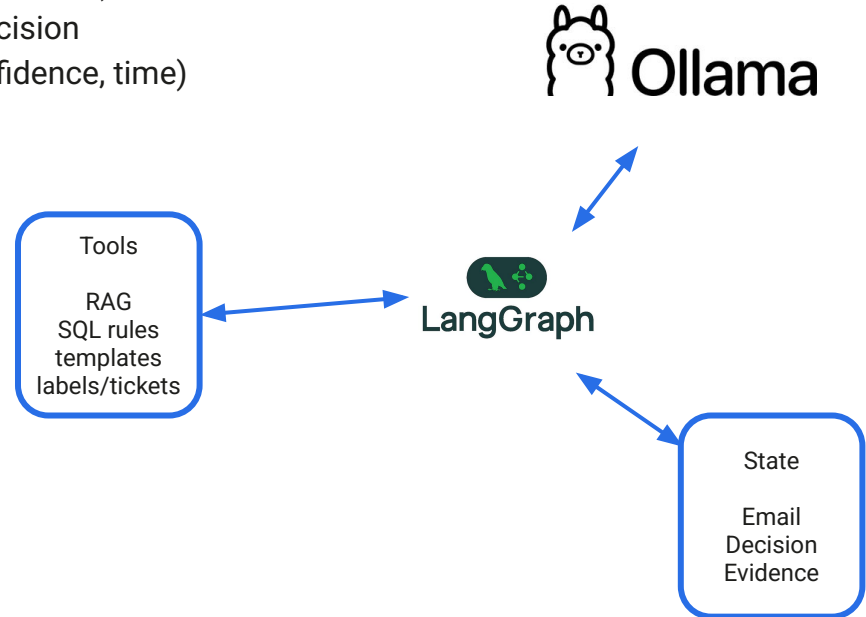 cision
fidence, time)
Ollama
Tools
RAG
SQL rules
templates
labels/tickets
LangGraph
State
Email
Decision
Evidence